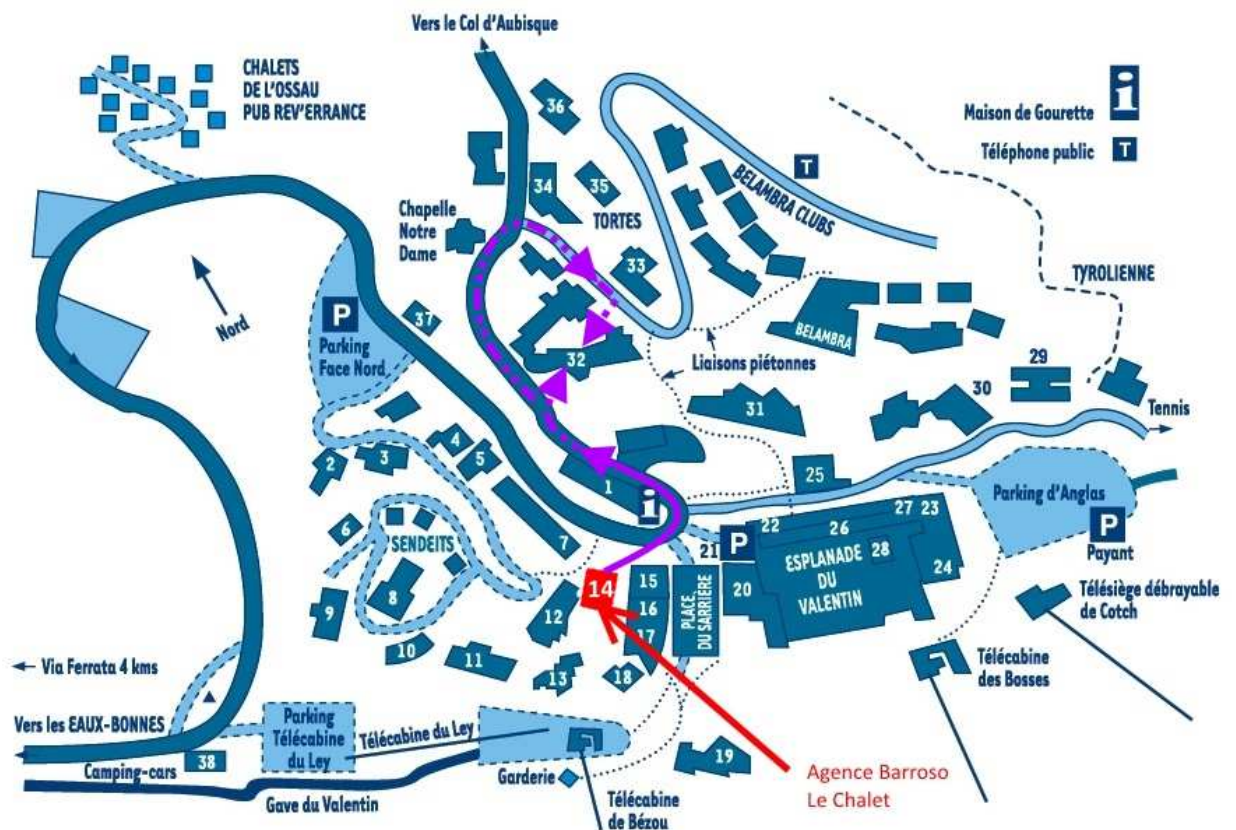 Vers le Col d'Aubisque
CHALETS
DE L'OSSAU
PUB REV'ERRANCE
36
Maison de Gourette
i
Téléphone public
T
T
BELAMBRA CLUBS
34
35
TORTES
Chapelle
Notre
Dame
33
TYROLIENNE
Nord
P
Parking
Face Nord
37
BELAMBRA
32
Liaisons piétonnes
29
30
31
Tennis
4
5
3
2
1
i
25
Parking d'Anglas
P
Payant
6
SENDEITS
7
21
P
22
26
27
23
28
24
ESPLANADE
DU
VALENTIN
14
15
16
17
PLACE
DU SARRIÈRE
20
8
9
12
10
11
13
18
Télésiège débrayable
de Cotch
Télécabine
des Bosses
Via Ferrata 4 kms
Vers les EAUX-BONNES
Parking
Télécabine
du Ley
Télécabine du Ley
38
Camping-cars
Gave du Valentin
Garderie
Télécabine
de Bézou
19
Agence Barroso
Le Chalet